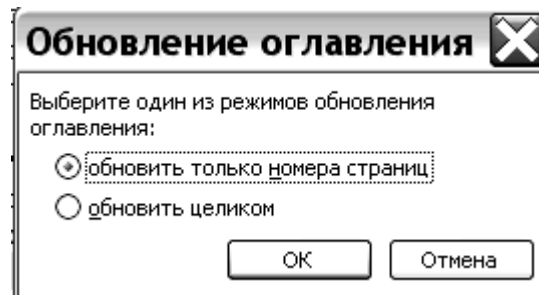 Обновление оглавления
Выберите один из режимов обновления
оглавления:
обновить только номера страниц
обновить целиком
ОК
Отмена